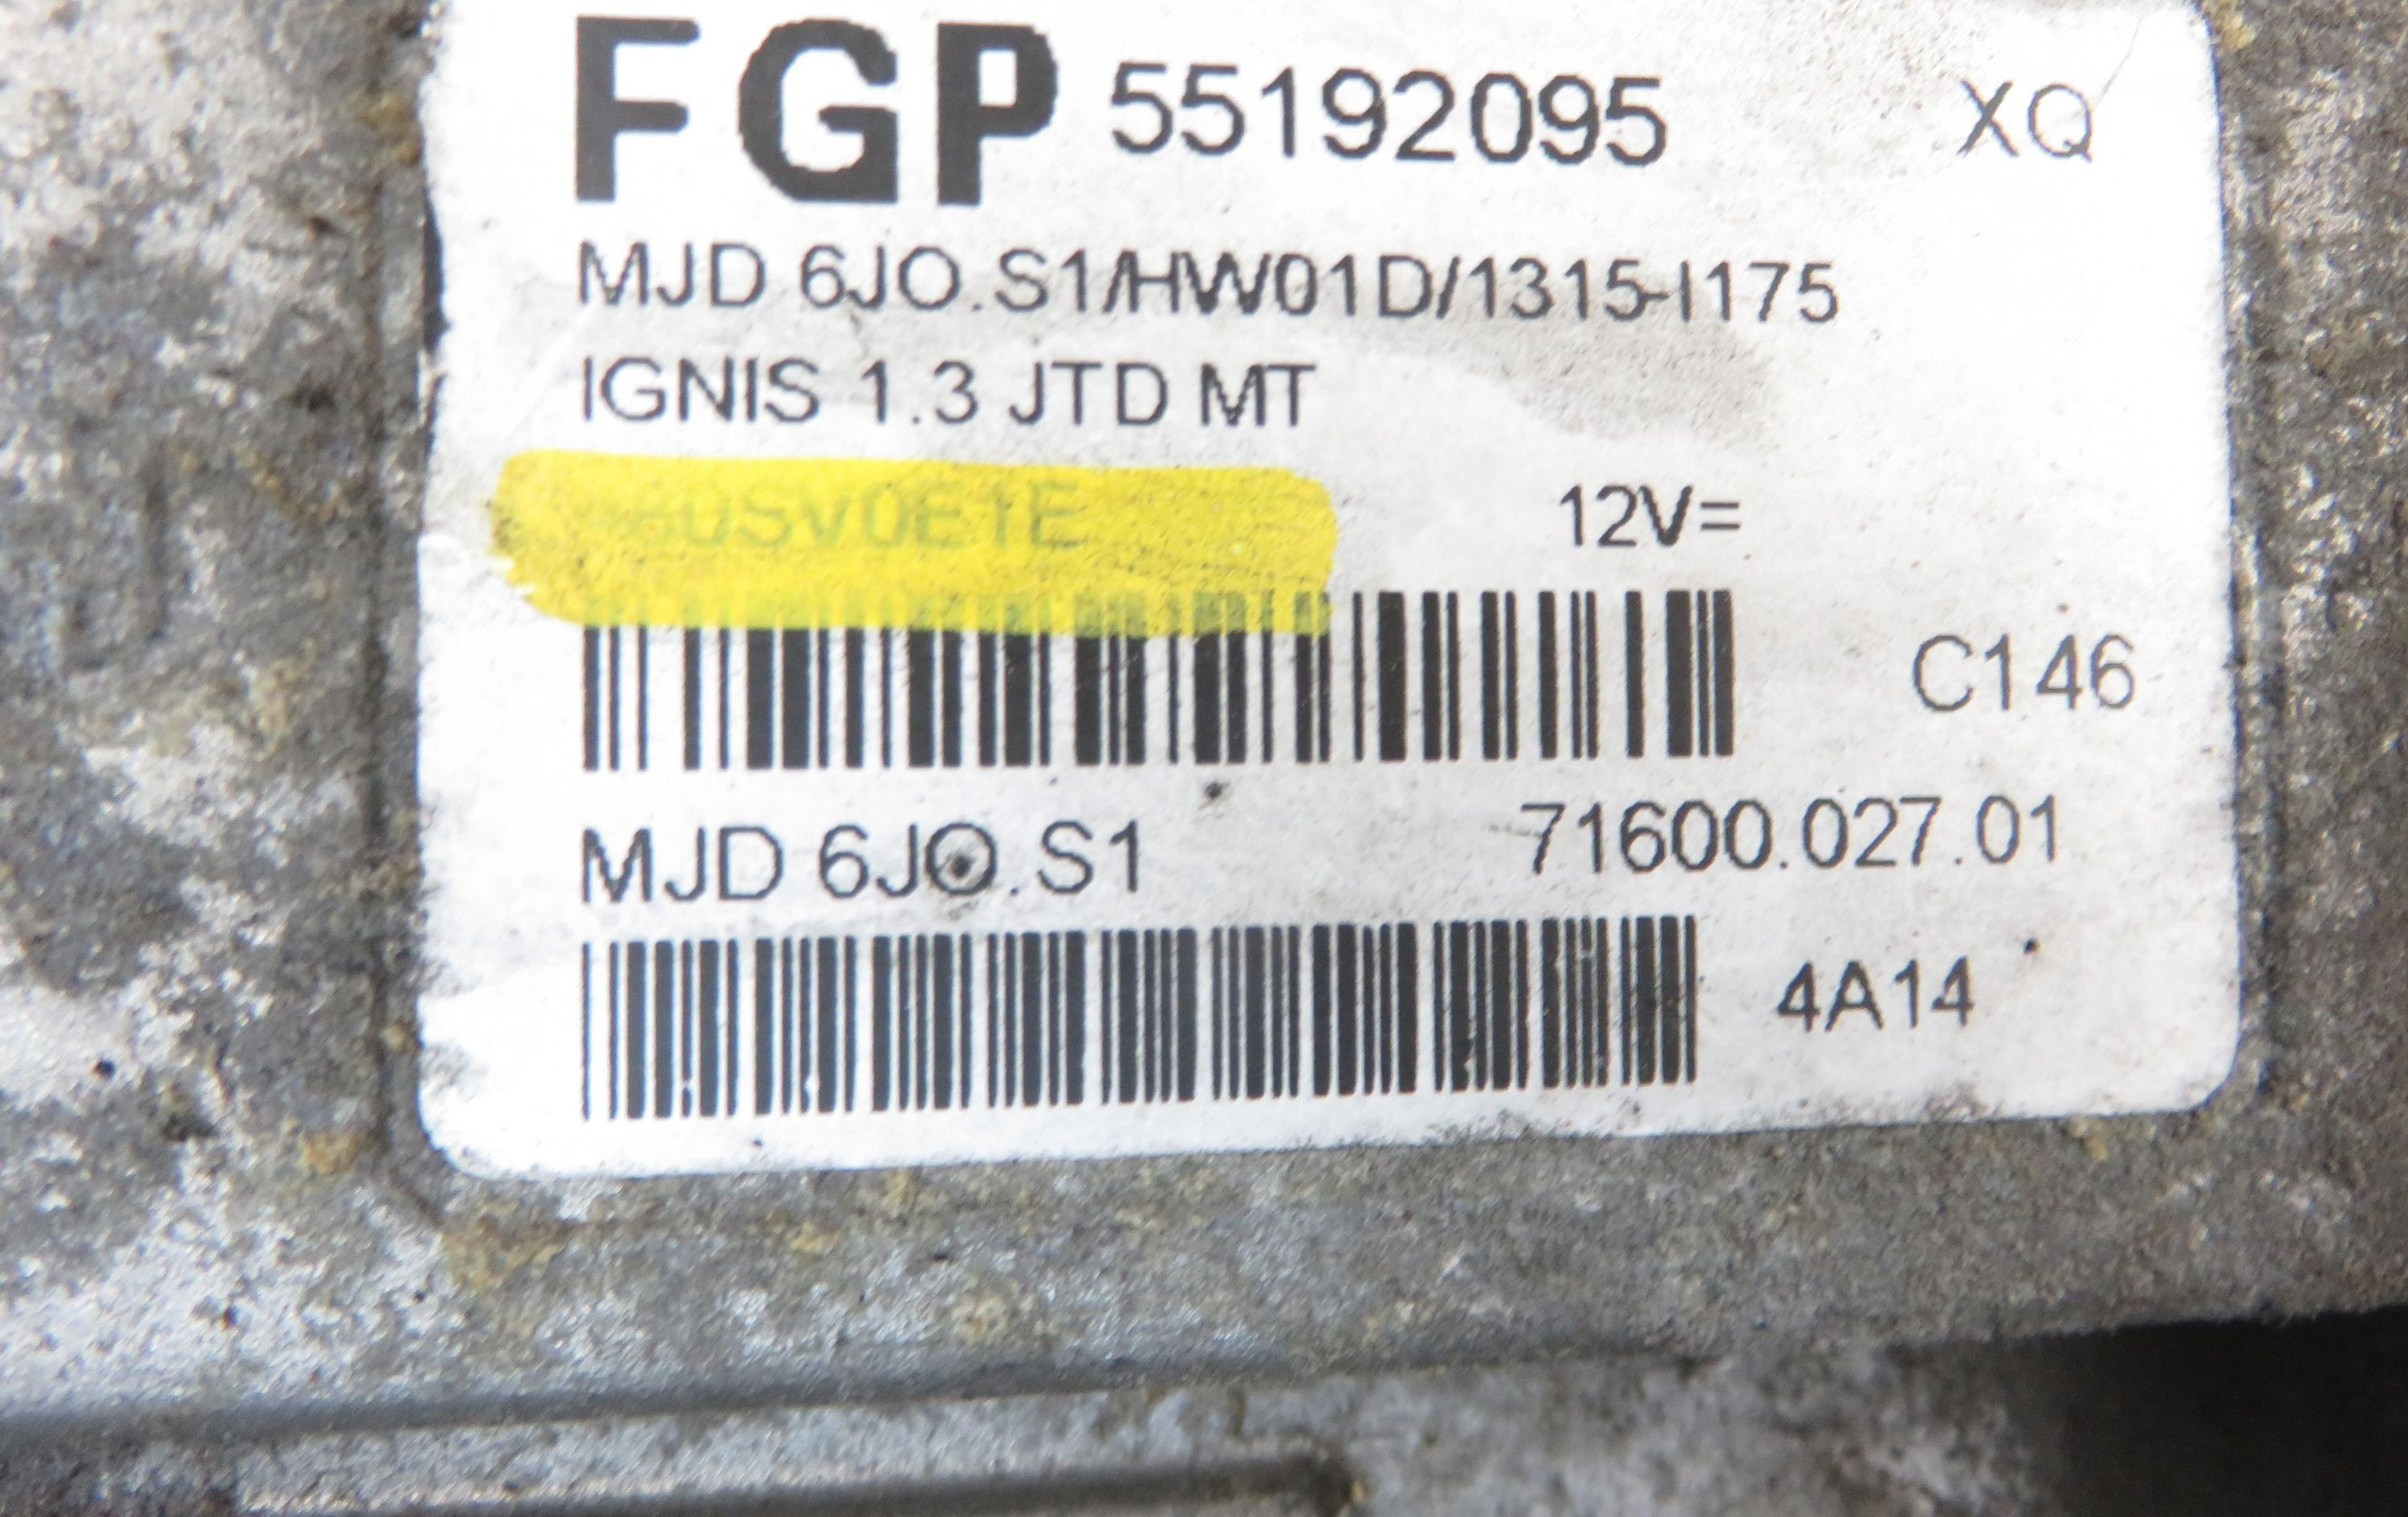 FGP 55192095 XQ
MJD 6JO.S1/HW01D/1315-I175
IGNIS 1.3 JTD MT
12V=
C146
MJD 6JO.S1 71600.027.01
4A14